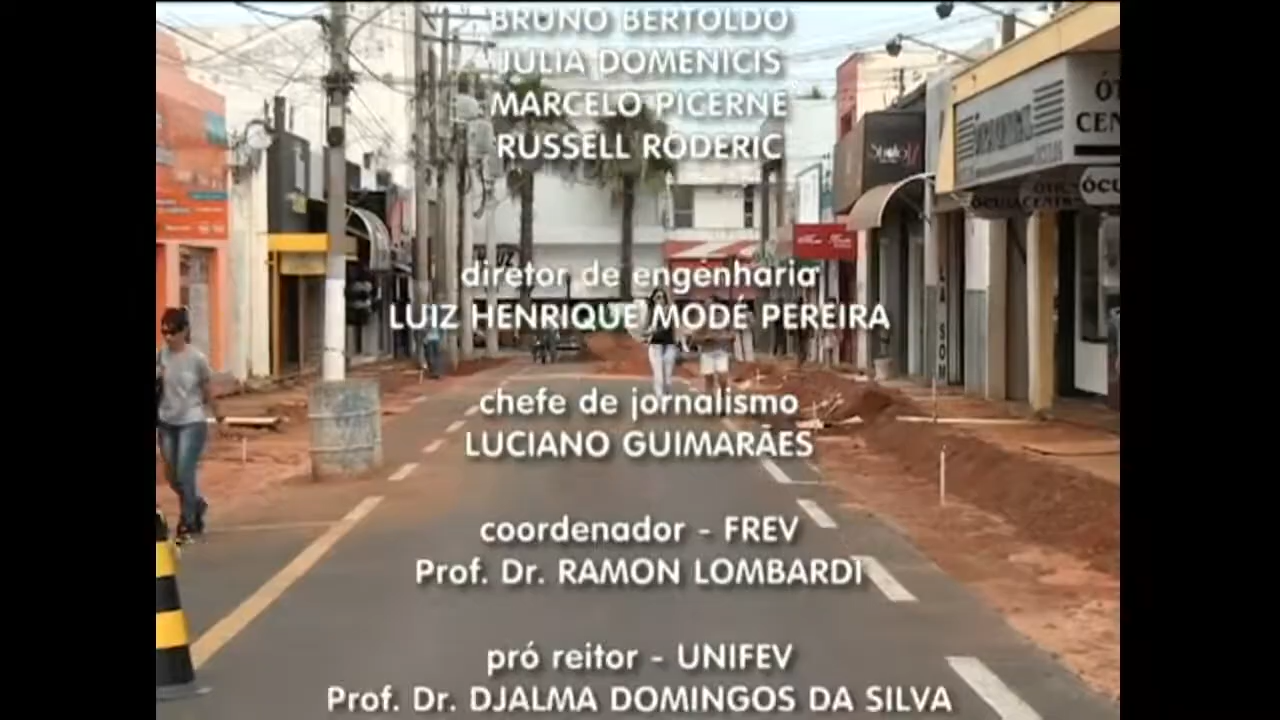 BRUNO BERTOLDO
JULIA DOMENICIS
MARCELO PICERNE
RUSSELL RODERIC
diretor de engenharia
LUIZ HENRIQUE MODÉ PEREIRA
chefe de jornalismo
LUCIANO GUIMARÃES
coordenador - FREV
Prof. Dr. RAMON LOMBARDI
pró reitor - UNIFEV
Prof. Dr. DJALMA DOMINGOS DA SILVA